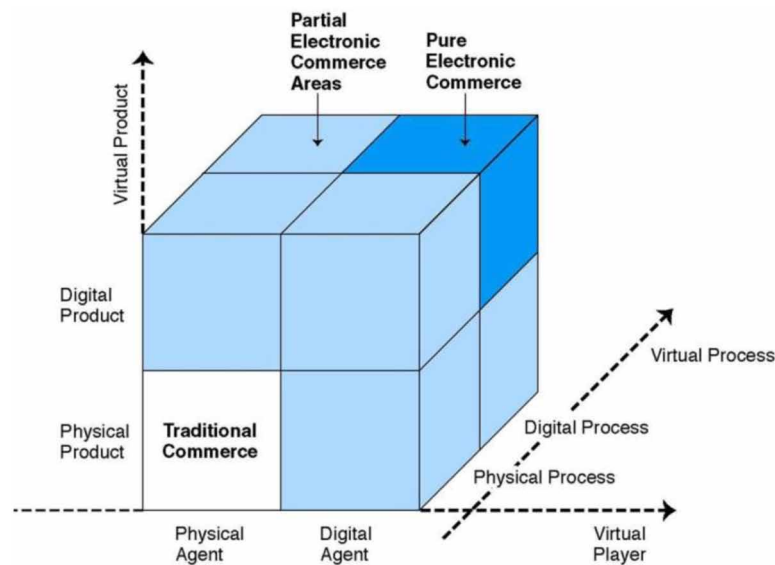 Partial
Electronic
Commerce
Areas
Pure
Electronic
Commerce
Virtual Product
Digital
Product
Physical
Product
Traditional
Commerce
Virtual Process
Digital Process
Physical Process
Physical
Agent
Digital
Agent
Virtual
Player